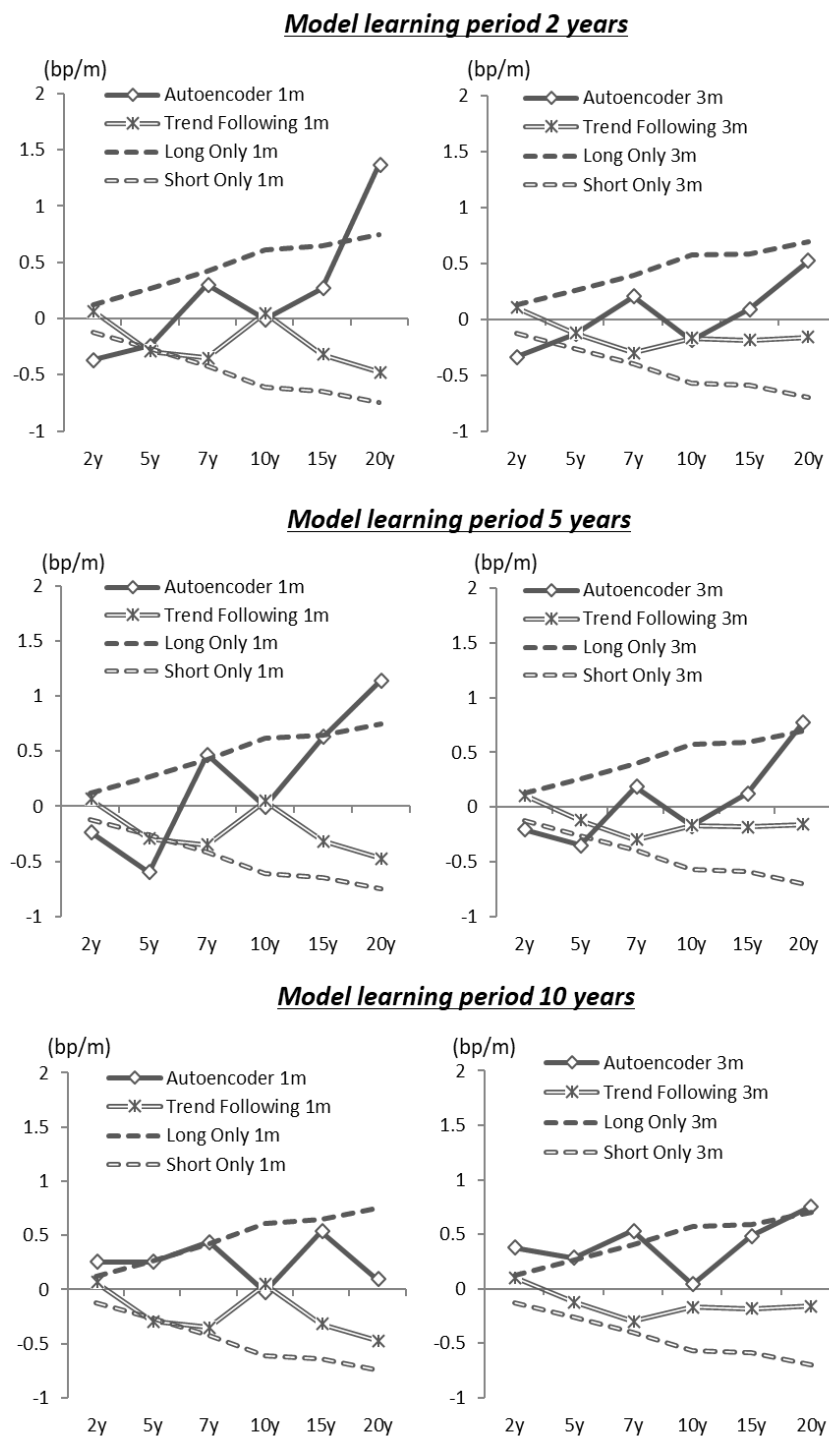 Model learning period 2 years
(bp/m)
2
1.5
1
0.5
0
-0.5
-1
Autoencoder 1m
Trend Following 1m
Long Only 1m
Short Only 1m
2y 5y 7y 10y 15y 20y
(bp/m)
2
1.5
1
0.5
0
-0.5
-1
Autoencoder 3m
Trend Following 3m
Long Only 3m
Short Only 3m
2y 5y 7y 10y 15y 20y
Model learning period 5 years
(bp/m)
2
1.5
1
0.5
0
-0.5
-1
Autoencoder 1m
Trend Following 1m
Long Only 1m
Short Only 1m
2y 5y 7y 10y 15y 20y
(bp/m)
2
1.5
1
0.5
0
-0.5
-1
Autoencoder 3m
Trend Following 3m
Long Only 3m
Short Only 3m
2y 5y 7y 10y 15y 20y
Model learning period 10 years
(bp/m)
2
1.5
1
0.5
0
-0.5
-1
Autoencoder 1m
Trend Following 1m
Long Only 1m
Short Only 1m
2y 5y 7y 10y 15y 20y
(bp/m)
2
1.5
1
0.5
0
-0.5
-1
Autoencoder 3m
Trend Following 3m
Long Only 3m
Short Only 3m
2y 5y 7y 10y 15y 20y